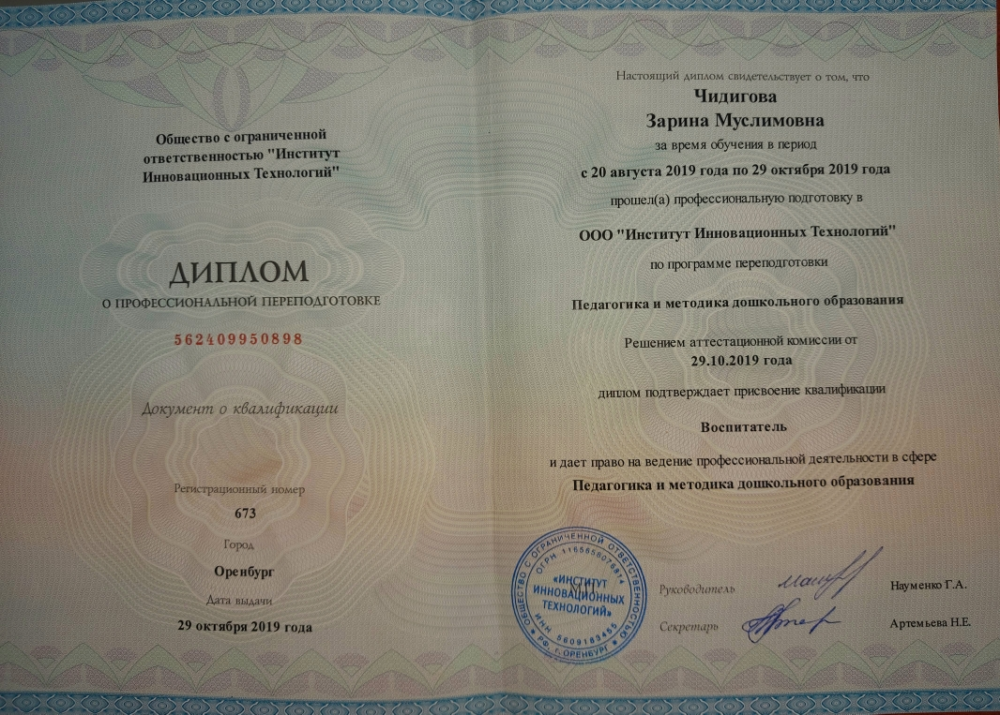 Общество с ограниченной
ответственностью "Институт
Инновационных Технологий"
ДИПЛОМ
О ПРОФЕССИОНАЛЬНОЙ ПЕРЕПОДГОТОВКЕ
562409950898
Документ о квалификации
Регистрационный номер
673
Город
Оренбург
Дата выдачи
29 октября 2019 года
Настоящий диплом свидетельствует о том, что
Чидигова
Зарина Муслимовна
за время обучения в период
с 20 августа 2019 года по 29 октября 2019 года
прошел(а) профессиональную подготовку в
ООО "Институт Инновационных Технологий"
по программе переподготовки
Педагогика и методика дошкольного образования
Решением аттестационной комиссии от
29.10.2019 года
диплом подтверждает присвоение квалификации
Воспитатель
и дает право на ведение профессиональной деятельности в сфере
Педагогика и методика дошкольного образования
ОБЩЕСТВО С ОГРАНИЧЕННОЙ ОТВЕТСТВЕННОСТЬЮ
ОГРН 1165658076814
«ИНСТИТУТ
М.П.
ИННОВАЦИОННЫХ
ТЕХНОЛОГИЙ»
ИНН 5609183455
РФ, г. ОРЕНБУРГ
Руководитель
Науменко Г.А.
Секретарь
Артемьева Н.Е.